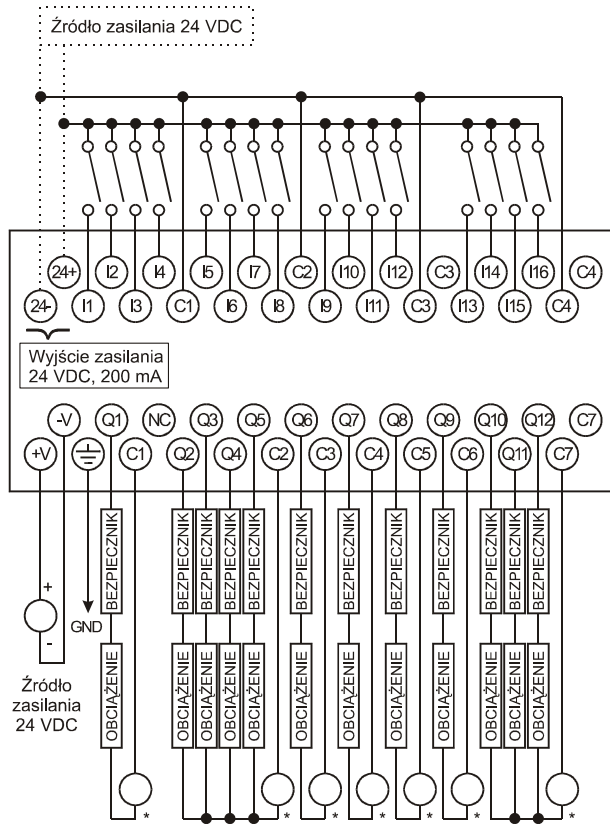 Źródło zasilania 24 VDC
24+ I2 I4 I5 I7 C2 I10 I12 C3 I14 I16 C4
24- I1 I3 C1 I6 I8 I9 I11 C3 I13 I15 C4
Wyjście zasilania
24 VDC, 200 mA
-V Q1 NC Q3 Q5 Q6 Q7 Q8 Q9 Q10 Q12 C7
+V C1 Q2 Q4 C2 C3 C4 C5 C6 Q11 C7
BEZPIECZNIK BEZPIECZNIK BEZPIECZNIK BEZPIECZNIK BEZPIECZNIK BEZPIECZNIK BEZPIECZNIK BEZPIECZNIK BEZPIECZNIK BEZPIECZNIK BEZPIECZNIK BEZPIECZNIK
+
GND
-
OBCIĄŻENIE OBCIĄŻENIE OBCIĄŻENIE OBCIĄŻENIE OBCIĄŻENIE OBCIĄŻENIE OBCIĄŻENIE OBCIĄŻENIE OBCIĄŻENIE OBCIĄŻENIE OBCIĄŻENIE OBCIĄŻENIE
Źródło
zasilania
24 VDC
* * * * * * *